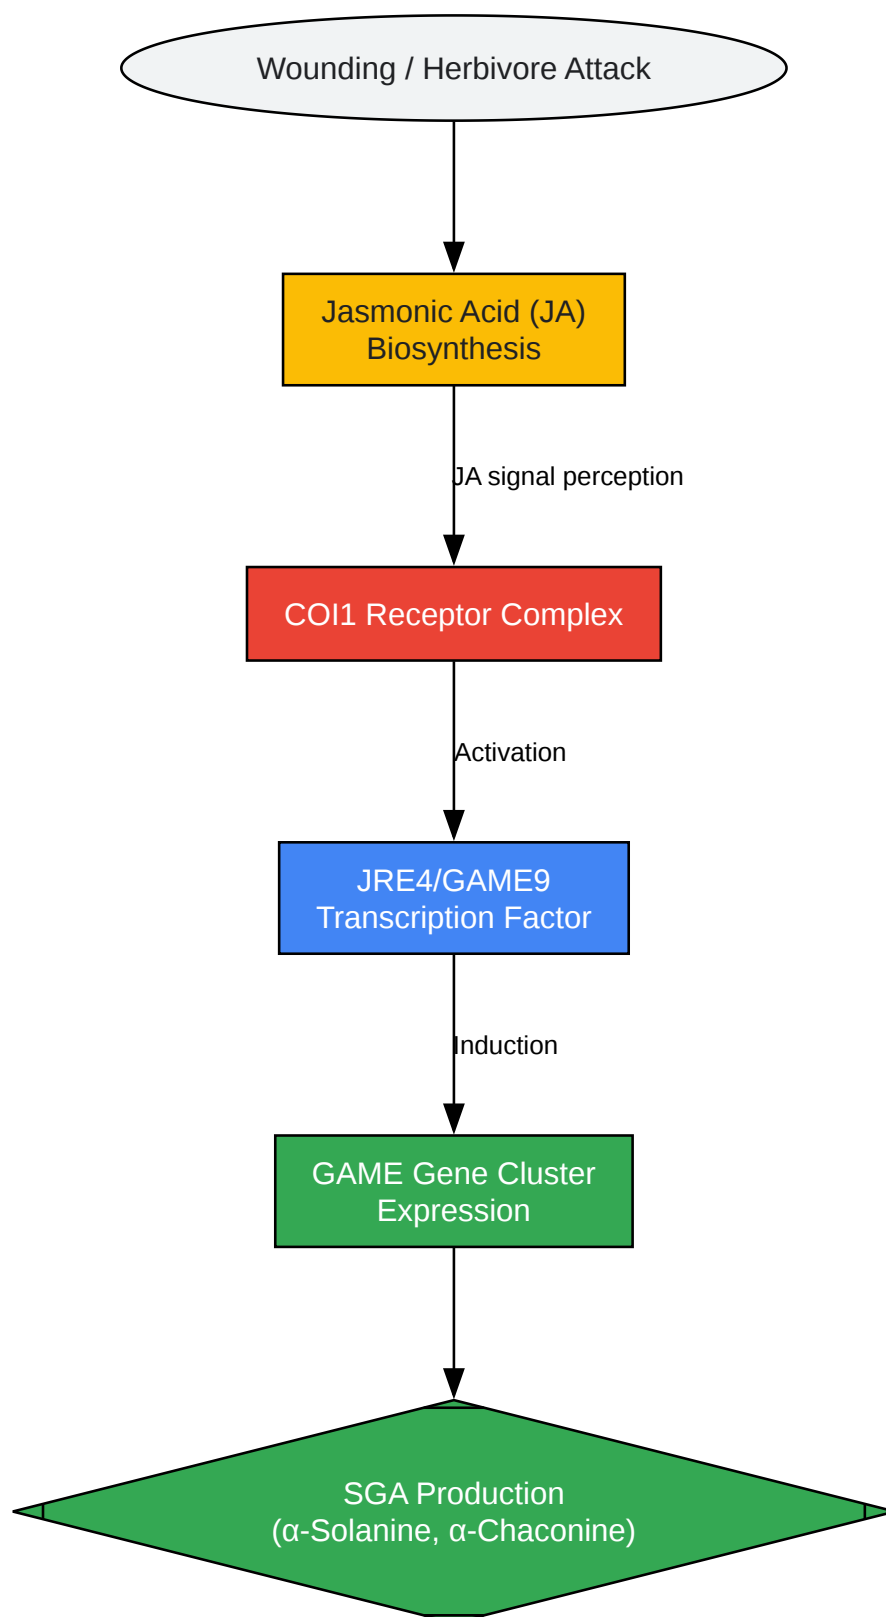 Wounding / Herbivore Attack
Jasmonic Acid (JA)
Biosynthesis
JA signal perception
COI1 Receptor Complex
Activation
JRE4/GAME9
Transcription Factor
Induction
GAME Gene Cluster
Expression
SGA Production
(α-Solanine, α-Chaconine)